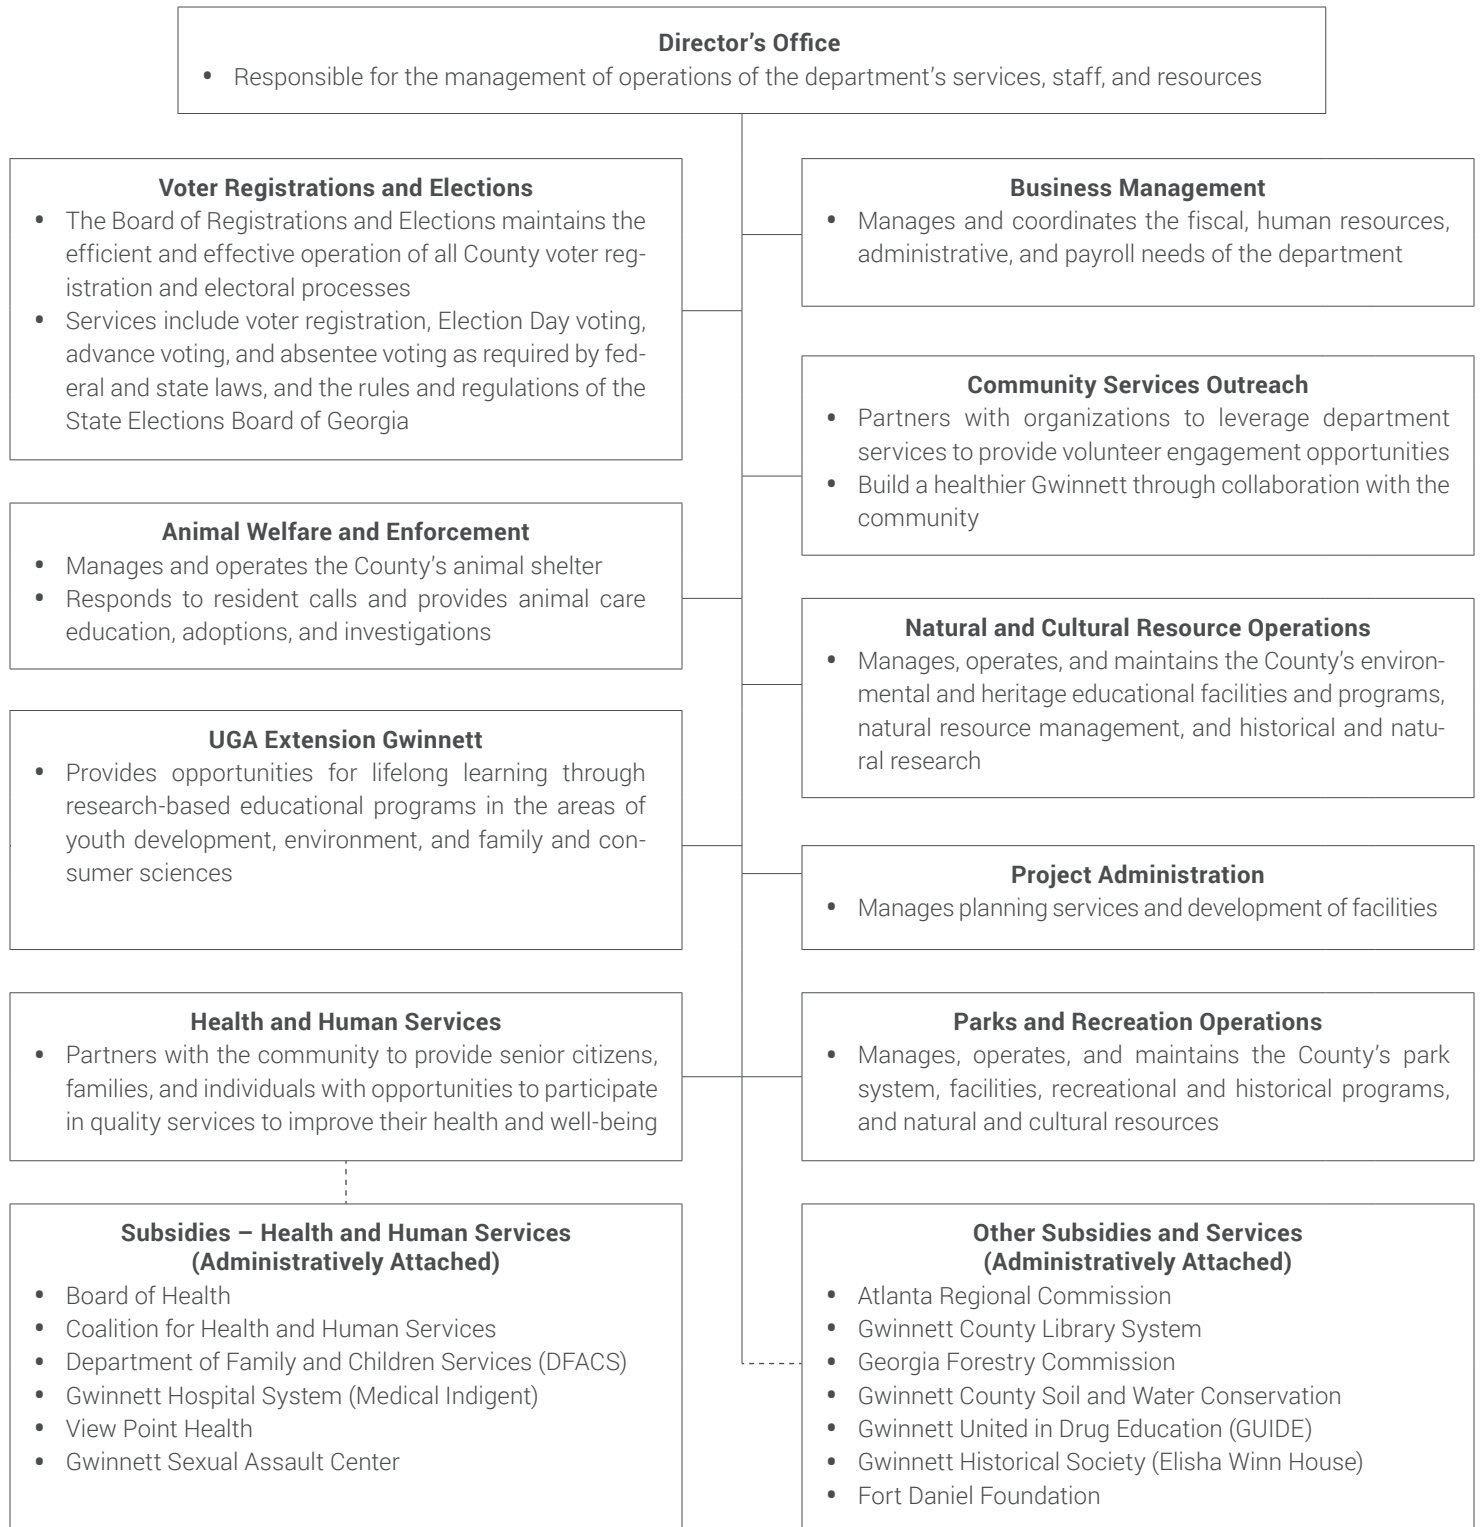 Director’s Office
• Responsible for the management of operations of the department’s services, staff, and resources
Voter Registrations and Elections
• The Board of Registrations and Elections maintains the
efficient and effective operation of all County voter reg-
istration and electoral processes
• Services include voter registration, Election Day voting,
advance voting, and absentee voting as required by fed-
eral and state laws, and the rules and regulations of the
State Elections Board of Georgia
Animal Welfare and Enforcement
• Manages and operates the County’s animal shelter
• Responds to resident calls and provides animal care
education, adoptions, and investigations
UGA Extension Gwinnett
• Provides opportunities for lifelong learning through
research-based educational programs in the areas of
youth development, environment, and family and con-
sumer sciences
Health and Human Services
• Partners with the community to provide senior citizens,
families, and individuals with opportunities to participate
in quality services to improve their health and well-being
Subsidies – Health and Human Services
(Administratively Attached)
• Board of Health
• Coalition for Health and Human Services
• Department of Family and Children Services (DFACS)
• Gwinnett Hospital System (Medical Indigent)
• View Point Health
• Gwinnett Sexual Assault Center
Business Management
• Manages and coordinates the fiscal, human resources,
administrative, and payroll needs of the department
Community Services Outreach
• Partners with organizations to leverage department
services to provide volunteer engagement opportunities
• Build a healthier Gwinnett through collaboration with the
community
Natural and Cultural Resource Operations
• Manages, operates, and maintains the County’s environ-
mental and heritage educational facilities and programs,
natural resource management, and historical and natu-
ral research
Project Administration
• Manages planning services and development of facilities
Parks and Recreation Operations
• Manages, operates, and maintains the County’s park
system, facilities, recreational and historical programs,
and natural and cultural resources
Other Subsidies and Services
(Administratively Attached)
• Atlanta Regional Commission
• Gwinnett County Library System
• Georgia Forestry Commission
• Gwinnett County Soil and Water Conservation
• Gwinnett United in Drug Education (GUIDE)
• Gwinnett Historical Society (Elisha Winn House)
• Fort Daniel Foundation